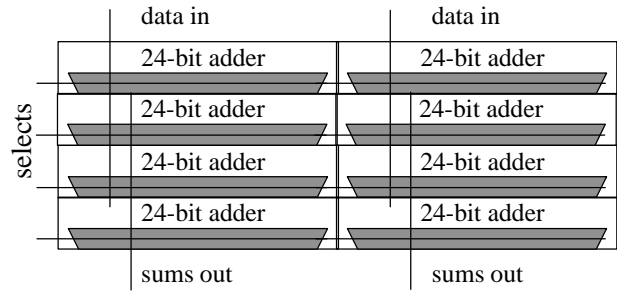 data in data in
24-bit adder 24-bit adder
24-bit adder 24-bit adder
selects
24-bit adder 24-bit adder
24-bit adder 24-bit adder
sums out sums out